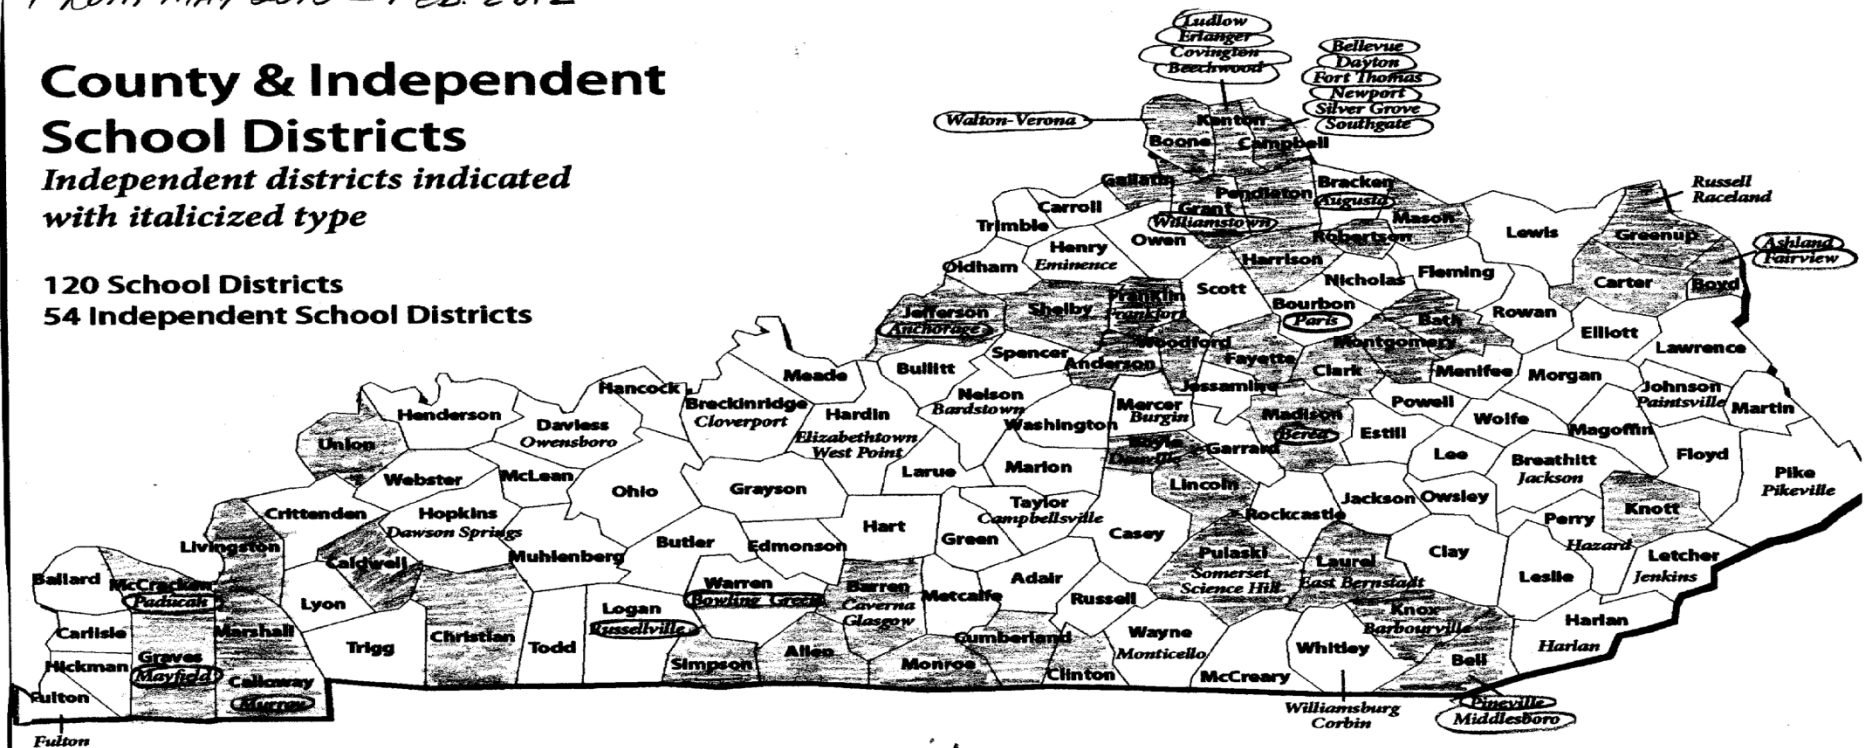 FROM MAY 2010 – FEB. 2012
County & Independent
School Districts
Independent districts indicated
with italicized type
120 School Districts
54 Independent School Districts
Ludlow
Erlanger
Covington
Beechwood
Bellevue
Dayton
Fort Thomas
Newport
Silver Grove
Southgate
Walton-Verona
Kenton
Boone
Campbell
Gallatin
Pendleton
Bracken
Augusta
Grant
Williamstown
Mason
Russell
Raceland
Carroll
Trimble
Owen
Robertson
Lewis
Greenup
Ashland
Fairview
Henry
Eminence
Oldham
Harrison
Nicholas
Fleming
Carter
Boyd
Scott
Franklin
Frankfort
Shelby
Jefferson
Anchorage
Bourbon
Paris
Bath
Rowan
Elliott
Lawrence
Woodford
Montgomery
Fayette
Spencer
Anderson
Clark
Menifee
Morgan
Bullitt
Meade
Jessamine
Johnson
Paintsville
Martin
Hancock
Breckinridge
Cloverport
Hardin
Elizabethtown
West Point
Nelson
Bardstown
Washington
Mercer
Burgin
Madison
Berea
Powell
Wolfe
Magoffin
Henderson
Daviess
Owensboro
Union
Boyle
Danville
Garrard
Estill
Lee
Breathitt
Jackson
Floyd
Pike
Pikeville
Webster
McLean
Ohio
Grayson
Larue
Marion
Lincoln
Jackson
Owsley
Knott
Crittenden
Hopkins
Dawson Springs
Hart
Taylor
Campbellsville
Green
Casey
Rockcastle
Perry
Hazard
Letcher
Jenkins
Livingston
Caldwell
Muhlenberg
Butler
Edmonson
Pulaski
Somerset
Science Hill
Laurel
East Bernstadt
Clay
Leslie
Ballard
McCracken
Paducah
Lyon
Warren
Bowling Green
Barren
Caverna
Glasgow
Metcalfe
Adair
Russell
Knox
Barbourville
Harlan
Harlan
Carlisle
Marshall
Trigg
Christian
Todd
Logan
Russellville
Simpson
Allen
Monroe
Cumberland
Clinton
Wayne
Monticello
McCreary
Whitley
Bell
Hickman
Graves
Mayfield
Calloway
Murray
Fulton
Fulton
Williamsburg
Corbin
Pineville
Middlesboro